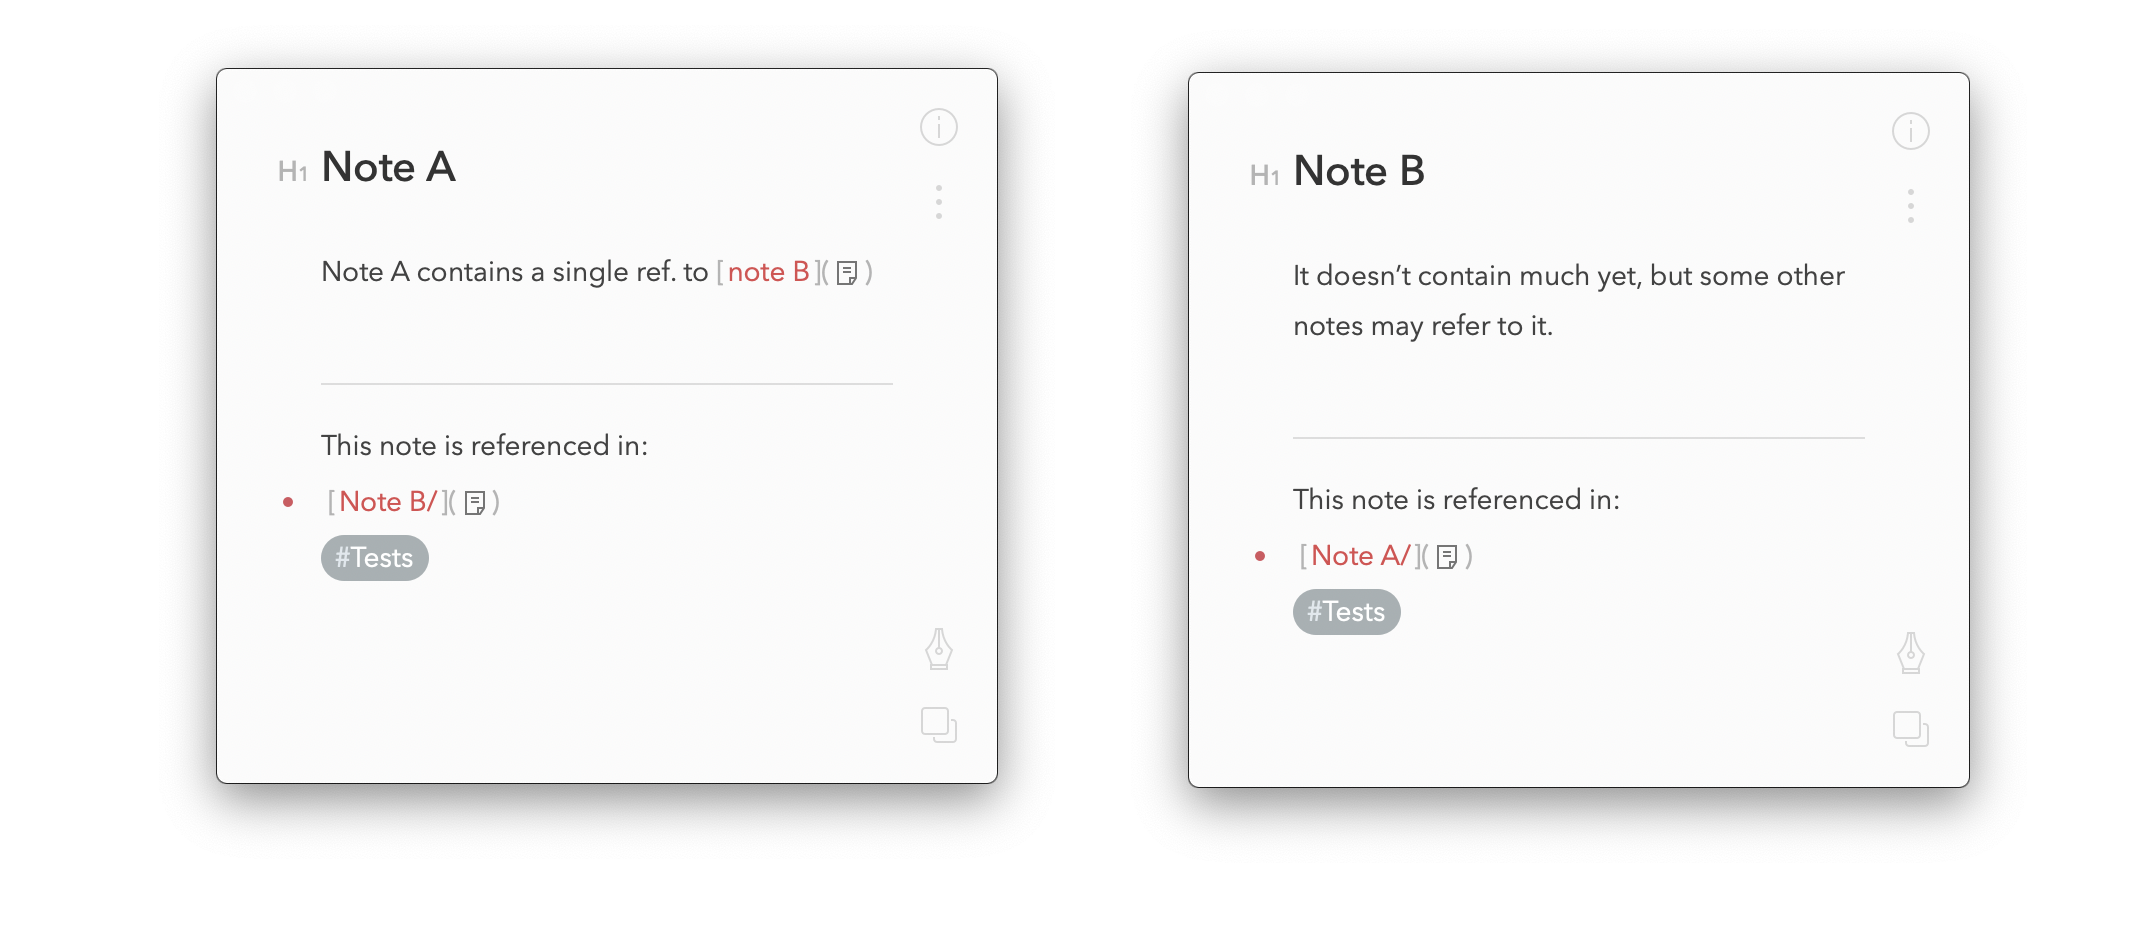 H1 Note A
Note A contains a single ref. to [note B]( )
This note is referenced in:
• [Note B/]( )
#Tests
H1 Note B
It doesn’t contain much yet, but some other
notes may refer to it.
This note is referenced in:
• [Note A/]( )
#Tests